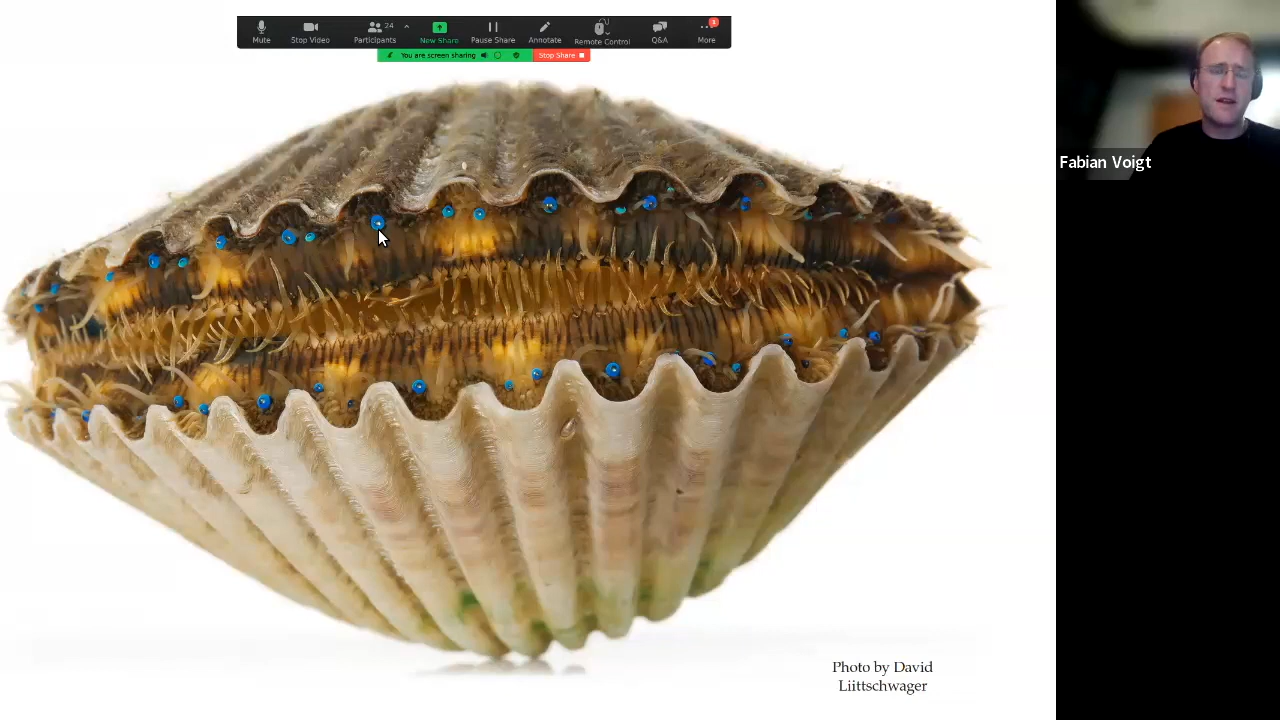 24
3
Mute
Stop Video
Participants
New Share
Pause Share
Annotate
Remote Control
Q&A
More
You are screen sharing
Stop Share
Fabian Voigt
Photo by David
Liittschwager